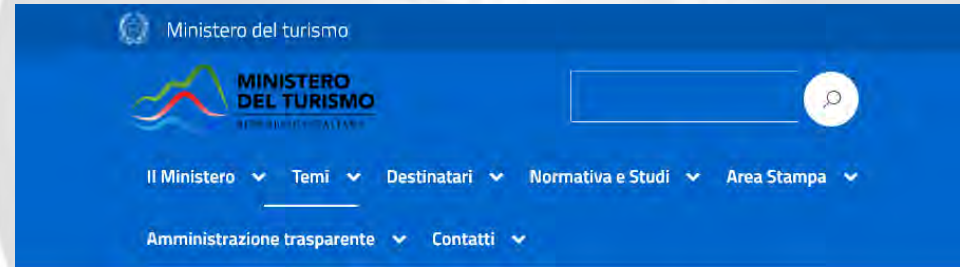 Ministero del turismo
MINISTERO
DEL TURISMO
Il Ministero
Temi
Destinatari
Normativa e Studi
Area Stampa
Amministrazione trasparente
Contatti